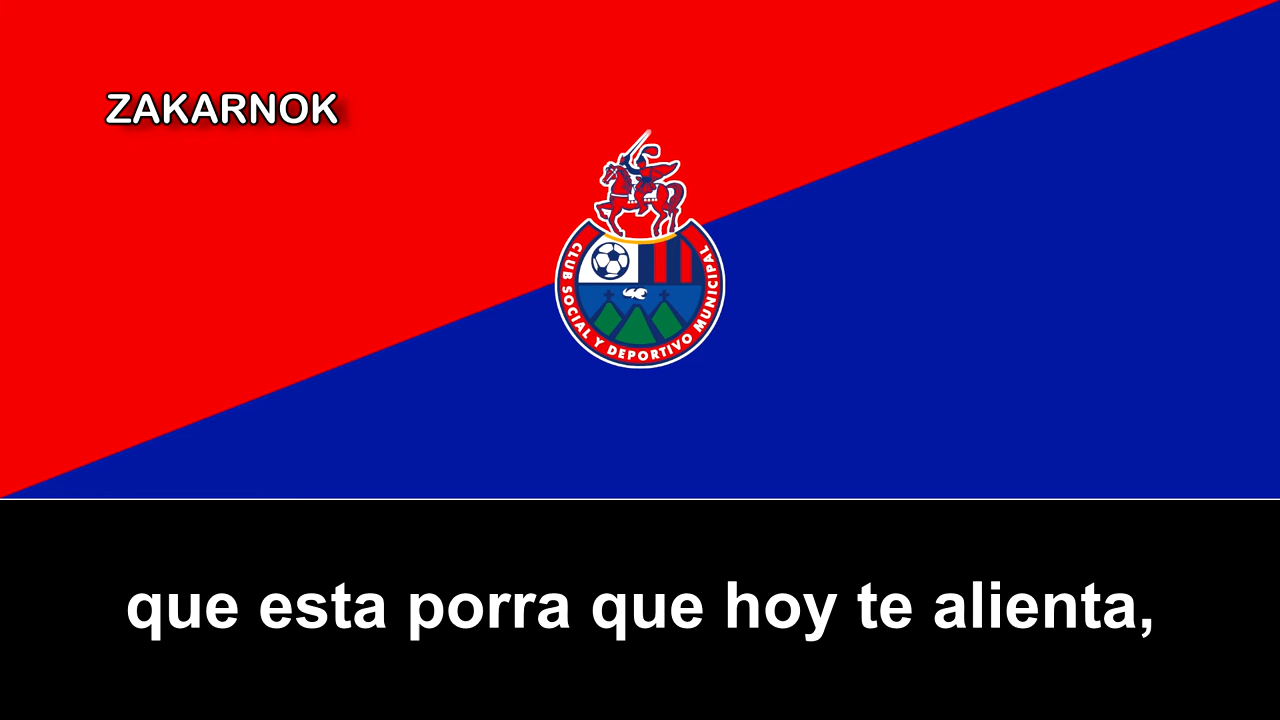 ZAKARNOK
CLUB SOCIAL Y DEPORTIVO MUNICIPAL
que esta porra que hoy te alienta,